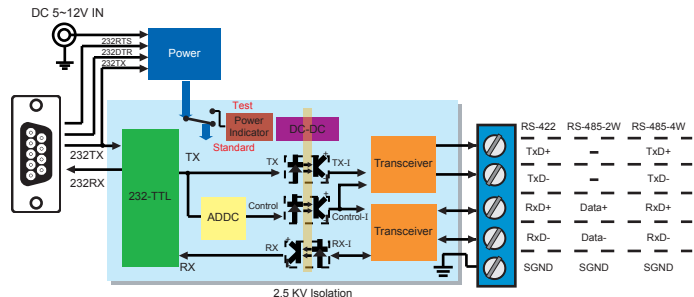 DC 5~12V IN
232RTS
232DTR
232TX
Power
Test
Power
Indicator
DC-DC
Standard
232TX
232RX
232-TTL
TX
TX
TX-I
Transceiver
ADDC
Control
Control-I
Transceiver
RX
RX
RX-I
2.5 KV Isolation
RS-422 RS-485-2W RS-485-4W
TxD+ – TxD+
TxD- – TxD-
RxD+ Data+ RxD+
RxD- Data- RxD-
SGND SGND SGND